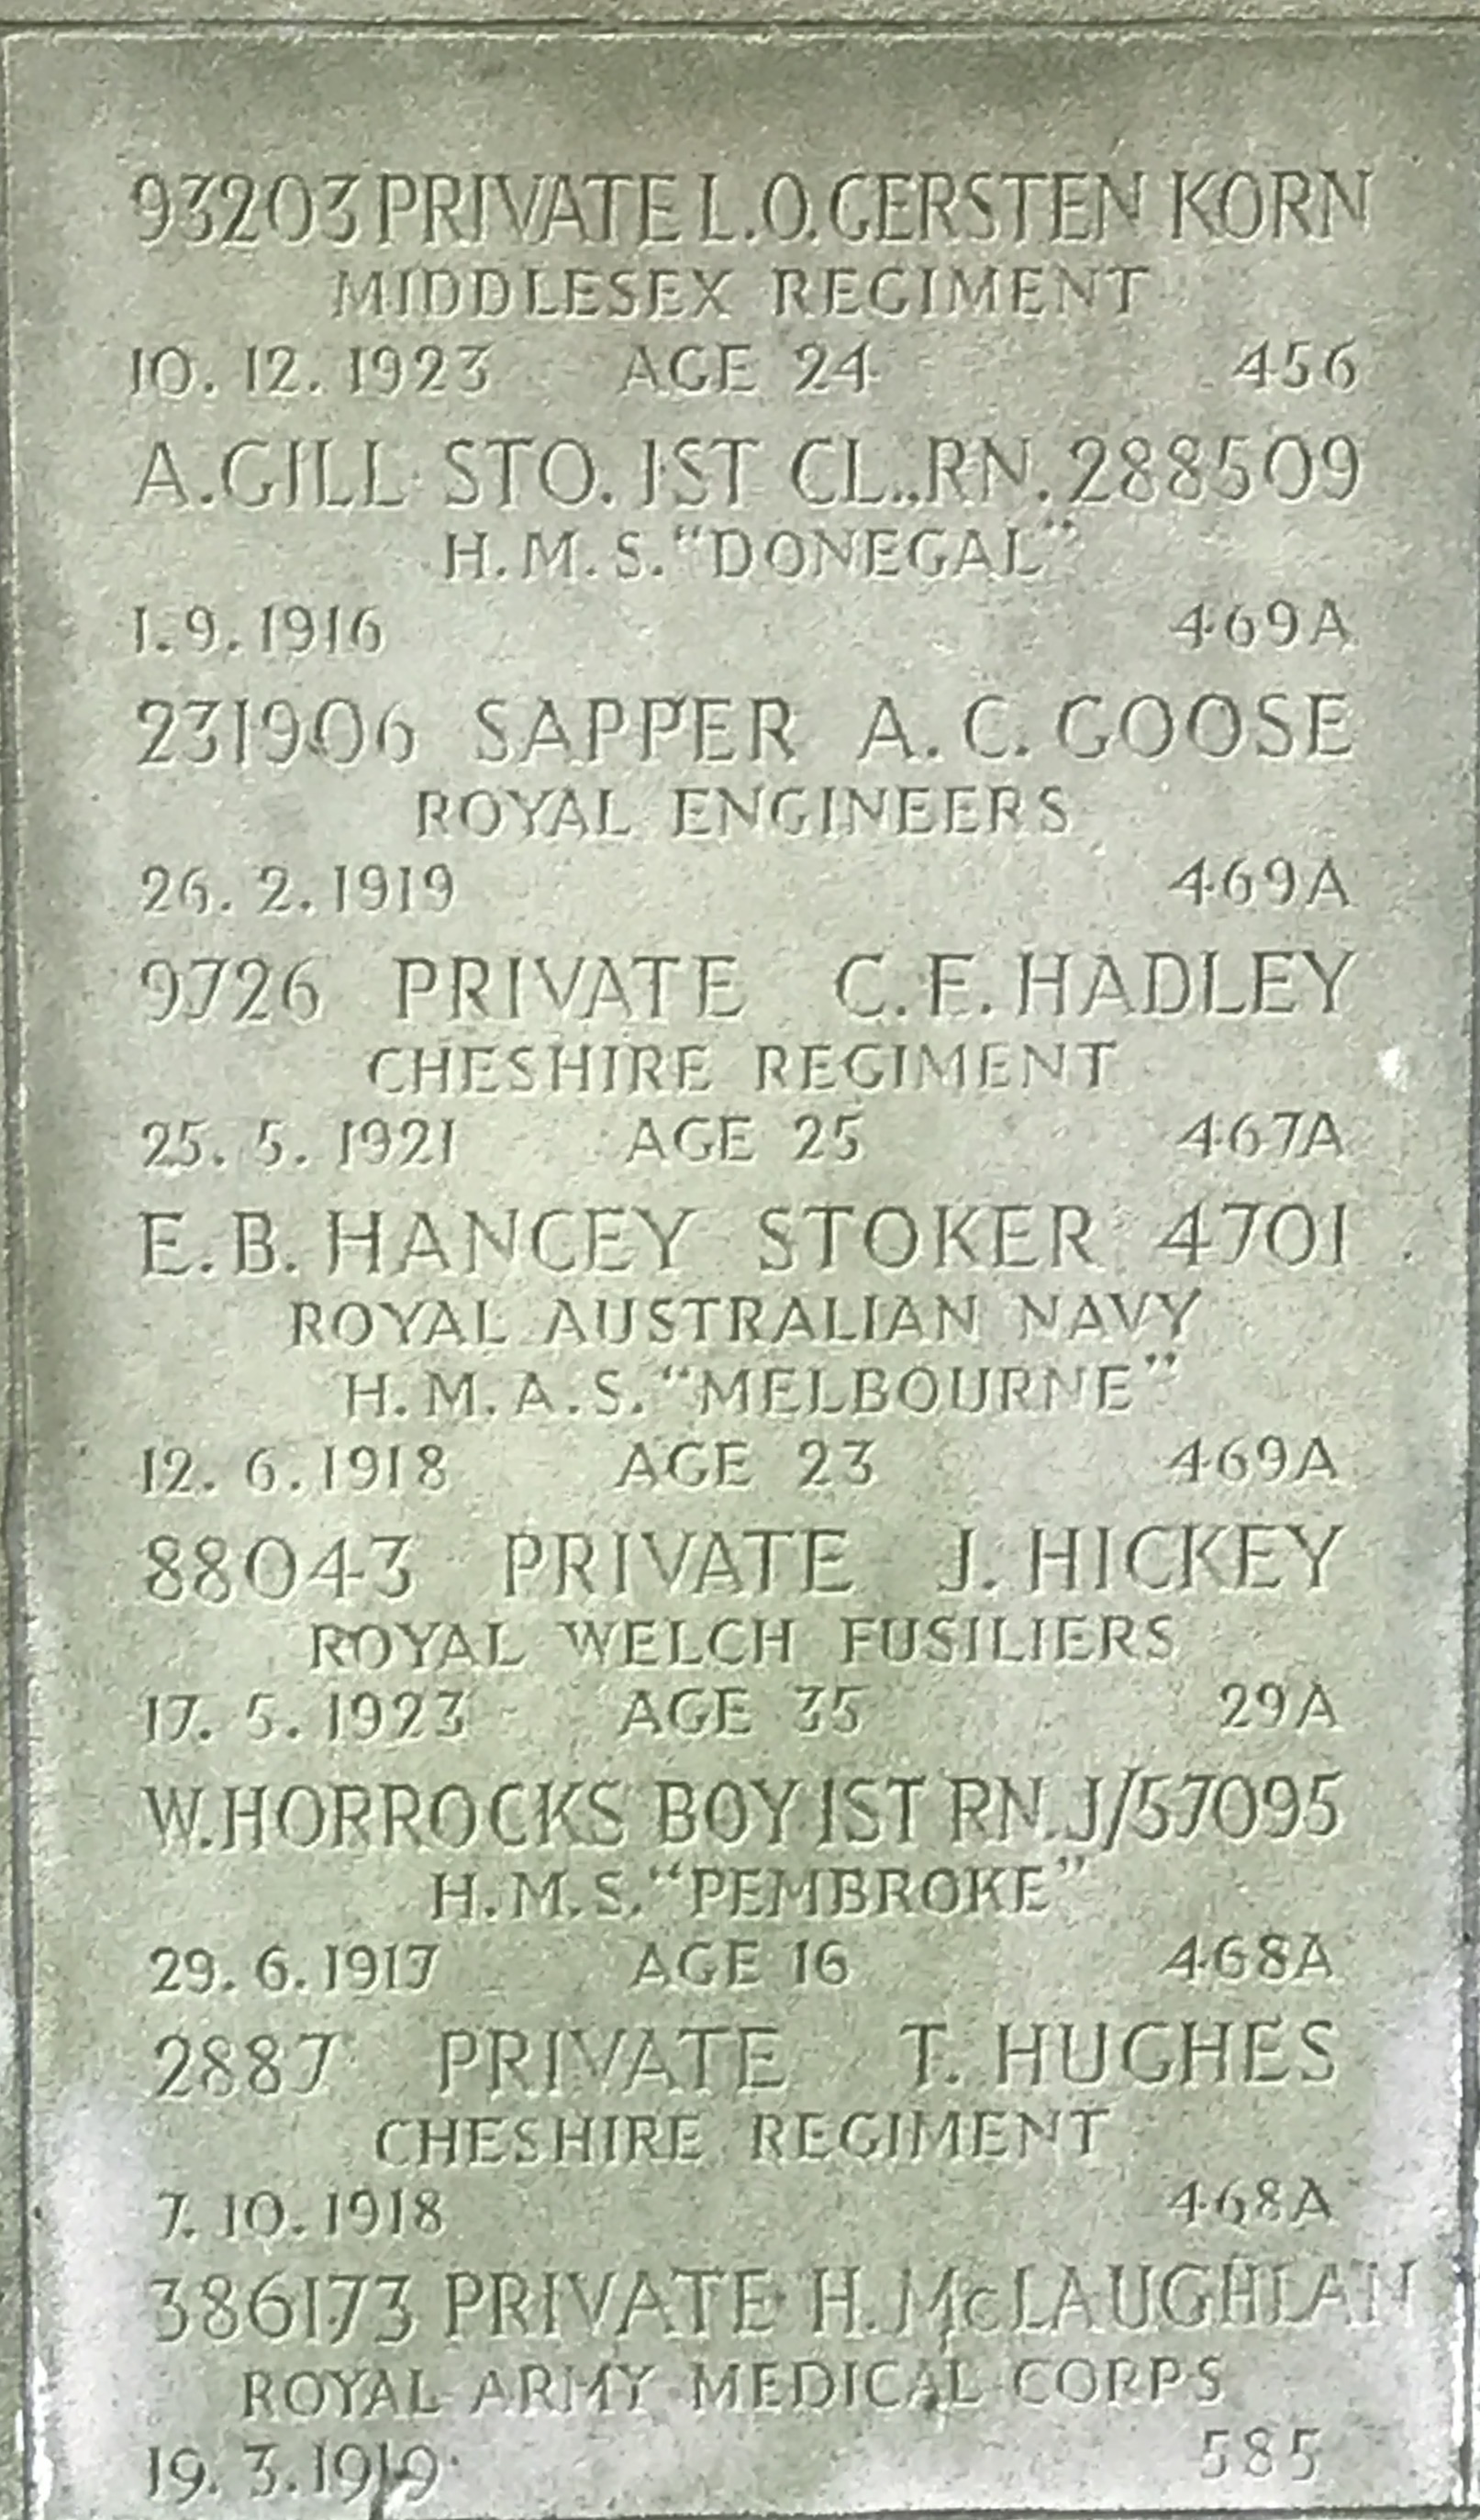 93203 PRIVATE L.O. GERSTEN KORN
MIDDLESEX REGIMENT
10. 12. 1923 AGE 24 456
A. GILL STO. 1ST CL., RN. 288509
H.M.S. "DONEGAL"
1. 9. 1916 469A
231906 SAPPER A. C. GOOSE
ROYAL ENGINEERS
26. 2. 1919 469A
9726 PRIVATE C. E. HADLEY
CHESHIRE REGIMENT
25. 5. 1921 AGE 25 467A
E. B. HANCEY STOKER 4701
ROYAL AUSTRALIAN NAVY
H.M.A.S. "MELBOURNE"
12. 6. 1918 AGE 23 469A
88043 PRIVATE J. HICKEY
ROYAL WELCH FUSILIERS
17. 5. 1923 AGE 35 29A
W. HORROCKS BOY 1ST RN. J/57095
H.M.S. "PEMBROKE"
29. 6. 1917 AGE 16 468A
2887 PRIVATE T. HUGHES
CHESHIRE REGIMENT
7. 10. 1918 468A
386173 PRIVATE H. McLAUGHLAN
ROYAL ARMY MEDICAL CORPS
19. 3. 1919 585